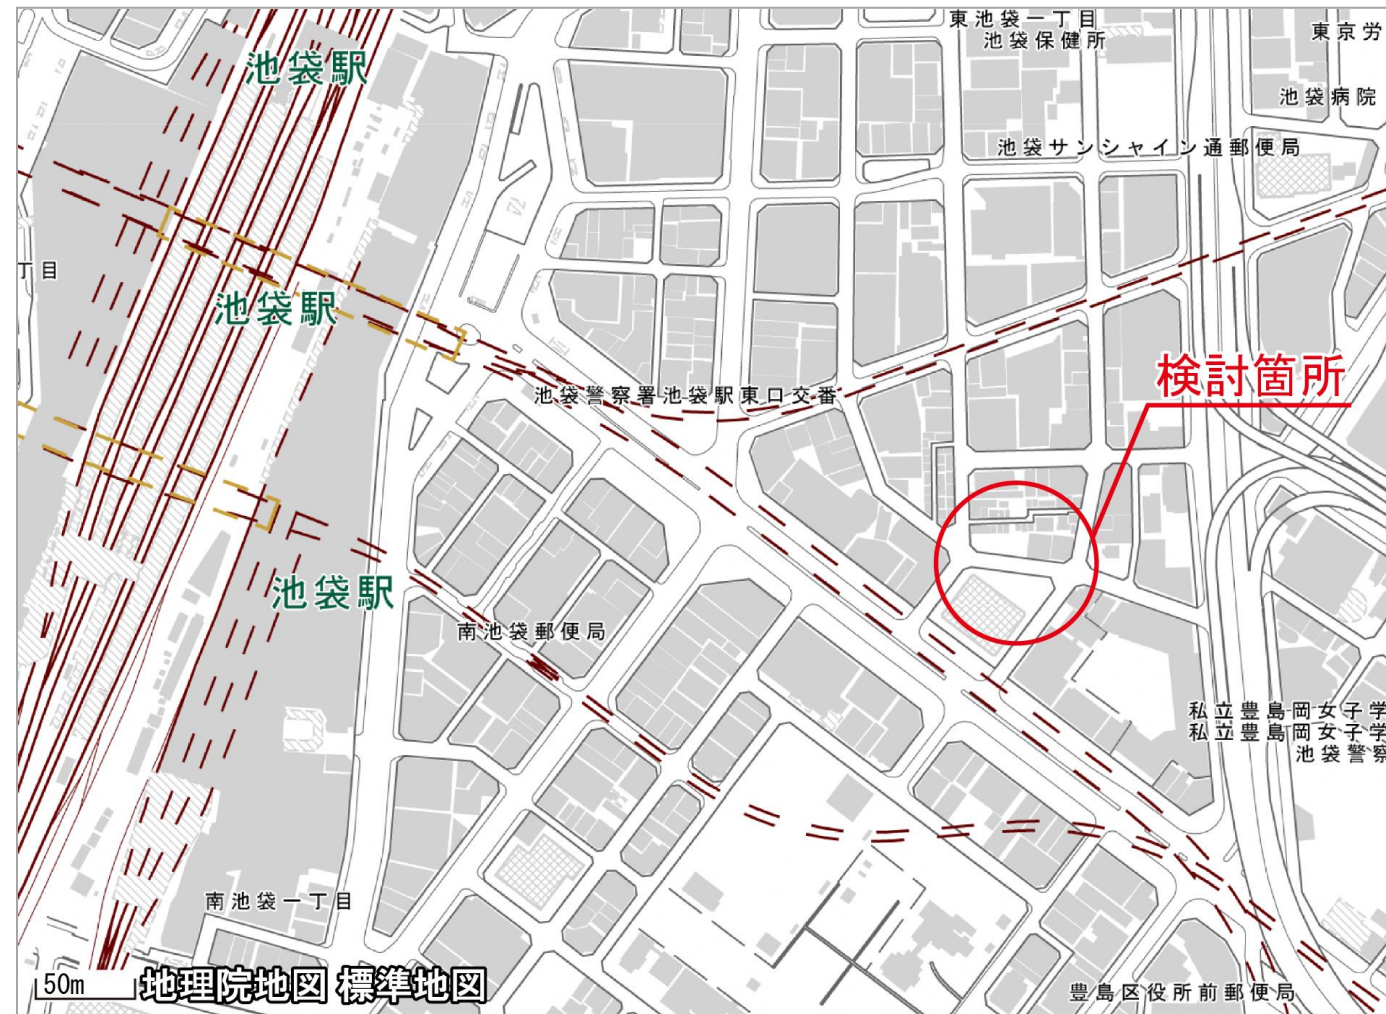 東池袋一丁目
池袋保健所
東京労
池袋駅
池袋病院
池袋サンシャイン通郵便局
丁目
池袋駅
検討箇所
池袋警察署池袋駅東口交番
池袋駅
南池袋郵便局
私立豊島岡女子学
私立豊島岡女子学
池袋警察
南池袋一丁目
50m
地理院地図 標準地図
豊島区役所前郵便局